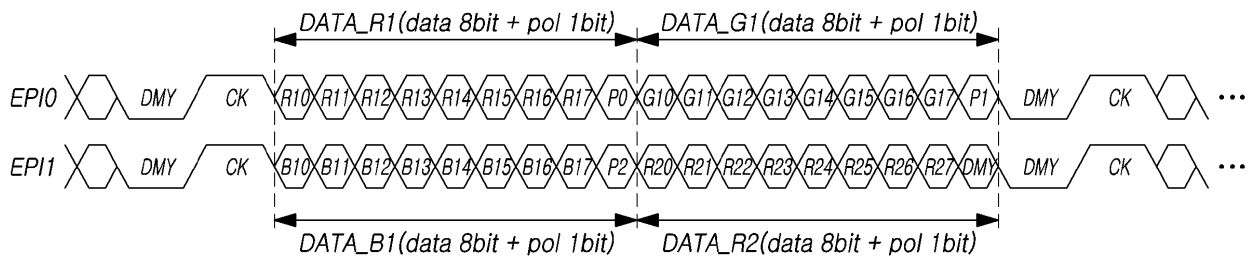 DATA_R1(data 8bit + pol 1bit) DATA_G1(data 8bit + pol 1bit)
EPI0 DMY CK R10 R11 R12 R13 R14 R15 R16 R17 P0 G10 G11 G12 G13 G14 G15 G16 G17 P1 DMY CK ...
EPI1 DMY CK B10 B11 B12 B13 B14 B15 B16 B17 P2 R20 R21 R22 R23 R24 R25 R26 R27 DMY DMY CK ...
DATA_B1(data 8bit + pol 1bit) DATA_R2(data 8bit + pol 1bit)